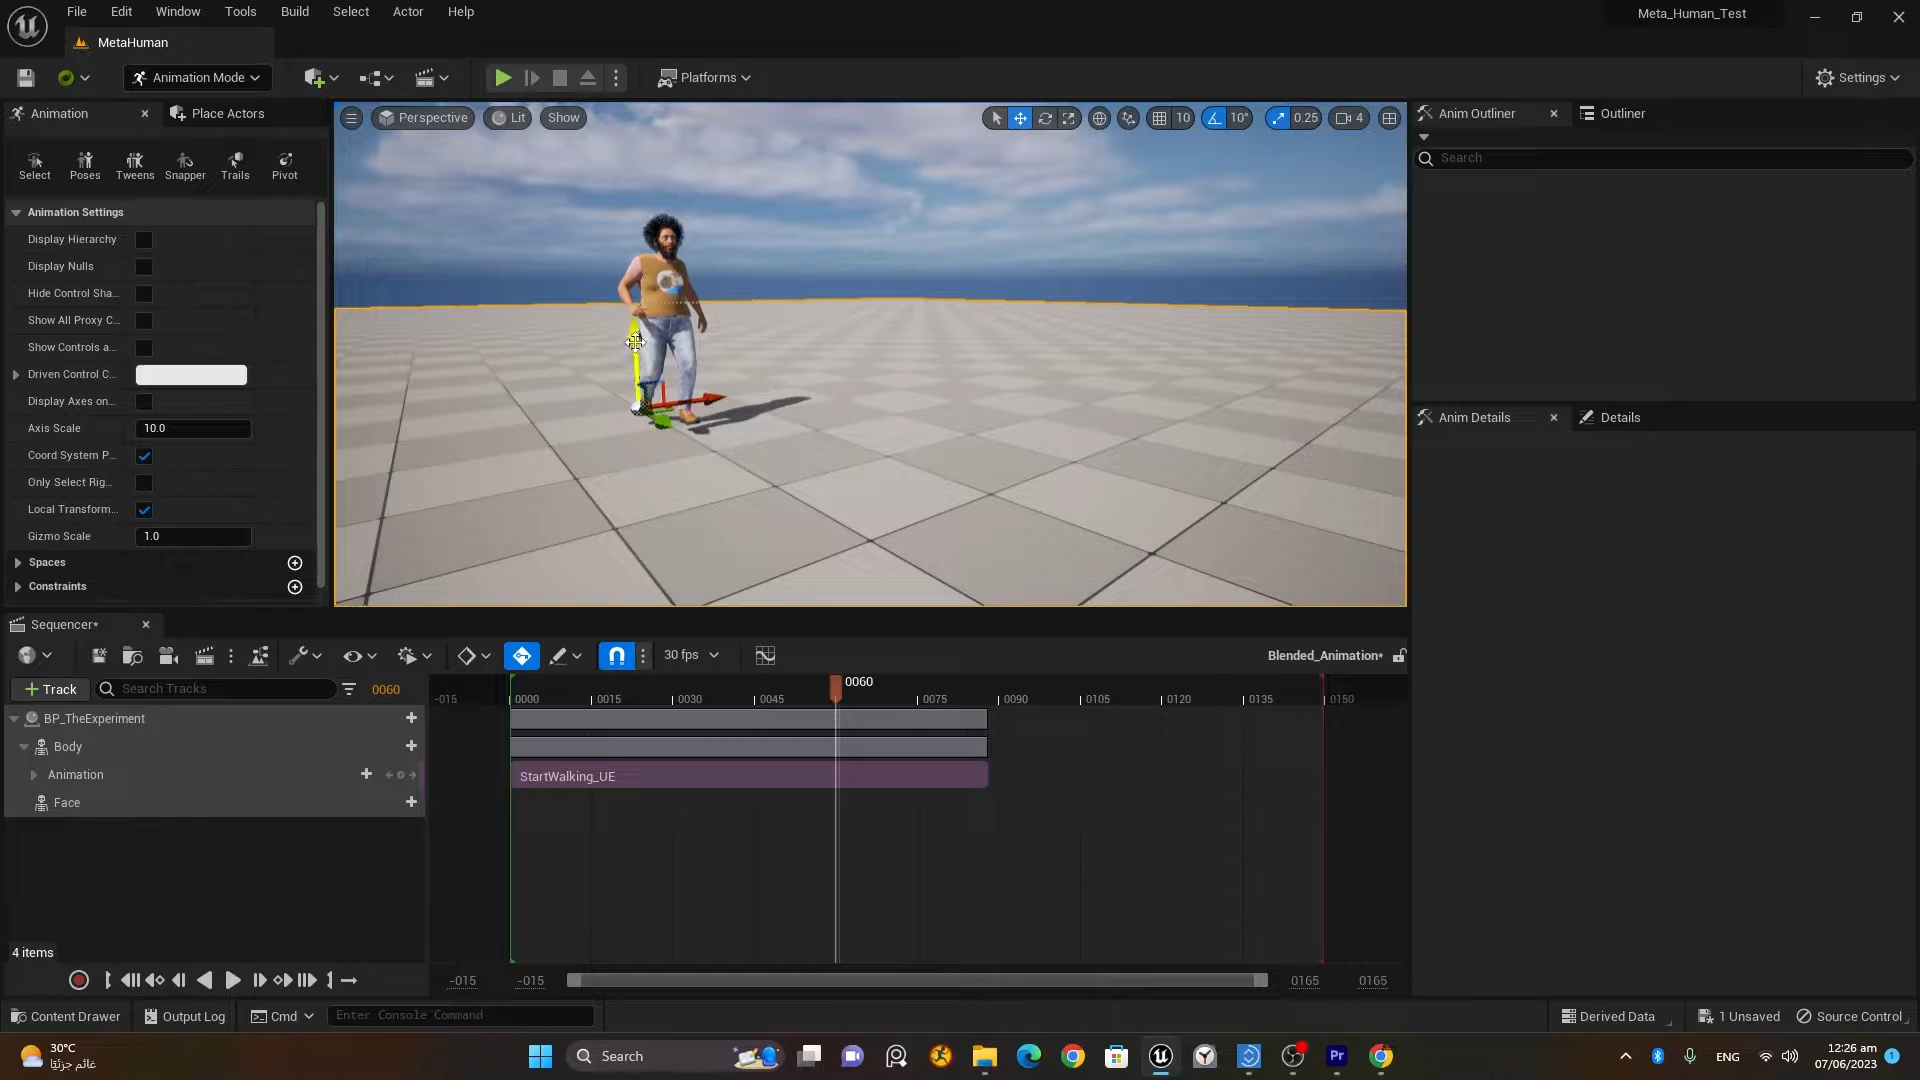 File Edit Window Tools Build Select Actor Help
Meta_Human_Test
MetaHuman
Animation Mode
Platforms
Settings
Animation
Place Actors
Perspective
Lit
Show
10
10°
0.25
4
Anim Outliner
Outliner
Search
Select Poses Tweens Snapper Trails Pivot
Animation Settings
Display Hierarchy
Display Nulls
Hide Control Sha...
Show All Proxy C...
Show Controls a...
Driven Control C...
Display Axes on...
Axis Scale 10.0
Coord System P...
Only Select Rig...
Local Transform...
Gizmo Scale 1.0
Spaces
Constraints
Anim Details
Details
Sequencer*
30 fps
Blended_Animation*
+ Track
Search Tracks
0060
0060
-015 0000 0015 0030 0045 0075 0090 0105 0120 0135 0150
BP_TheExperiment
Body
Animation
StartWalking_UE
Face
4 items
-015 -015 0165 0165
Content Drawer
Output Log
Cmd
Enter Console Command
Derived Data
1 Unsaved
Source Control
30°C
غائم جزئيًا
Search
Pr
ENG
12:26 am
07/06/2023
1